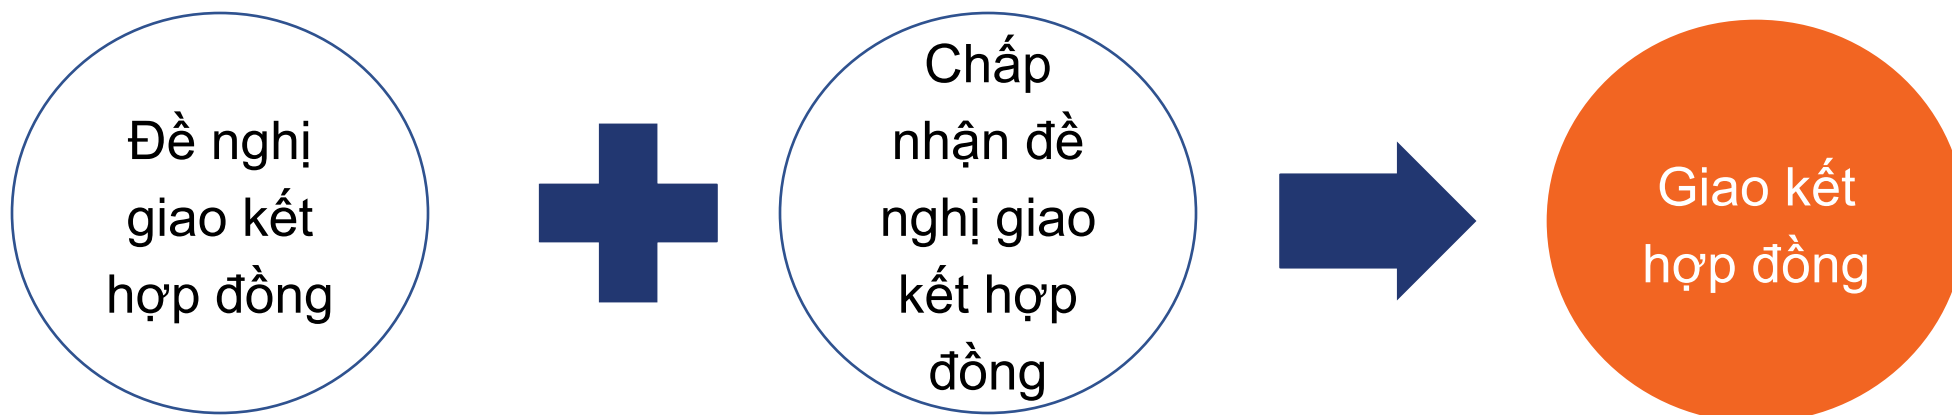 Đề nghị
giao kết
hợp đồng
Chấp
nhận đề
nghị giao
kết hợp
đồng
Giao kết
hợp đồng